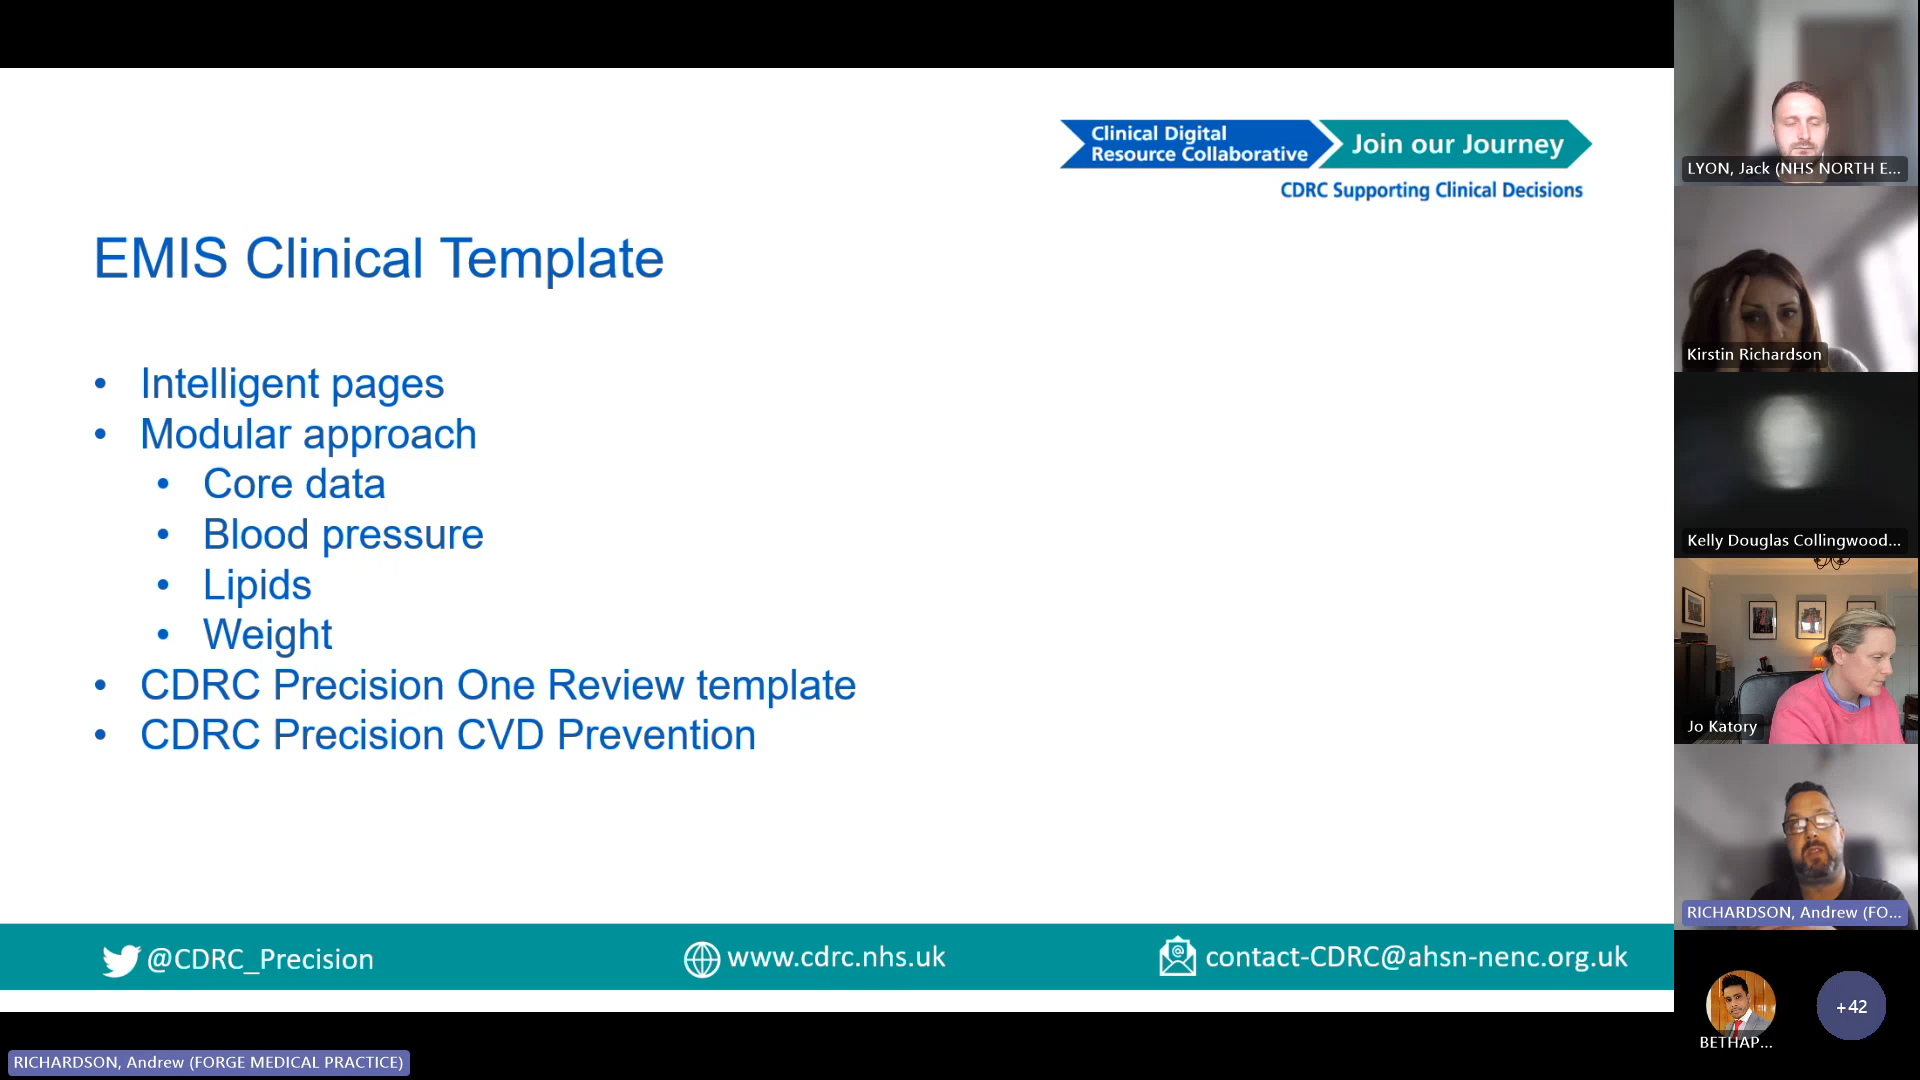 Clinical Digital
Resource Collaborative
Join our Journey
CDRC Supporting Clinical Decisions
EMIS Clinical Template
• Intelligent pages
• Modular approach
• Core data
• Blood pressure
• Lipids
• Weight
• CDRC Precision One Review template
• CDRC Precision CVD Prevention
@CDRC_Precision
www.cdrc.nhs.uk
contact-CDRC@ahsn-nenc.org.uk
RICHARDSON, Andrew (FORGE MEDICAL PRACTICE)
LYON, Jack (NHS NORTH E...
Kirstin Richardson
Kelly Douglas Collingwood...
Jo Katory
RICHARDSON, Andrew (FO...
BETHAP...
+42